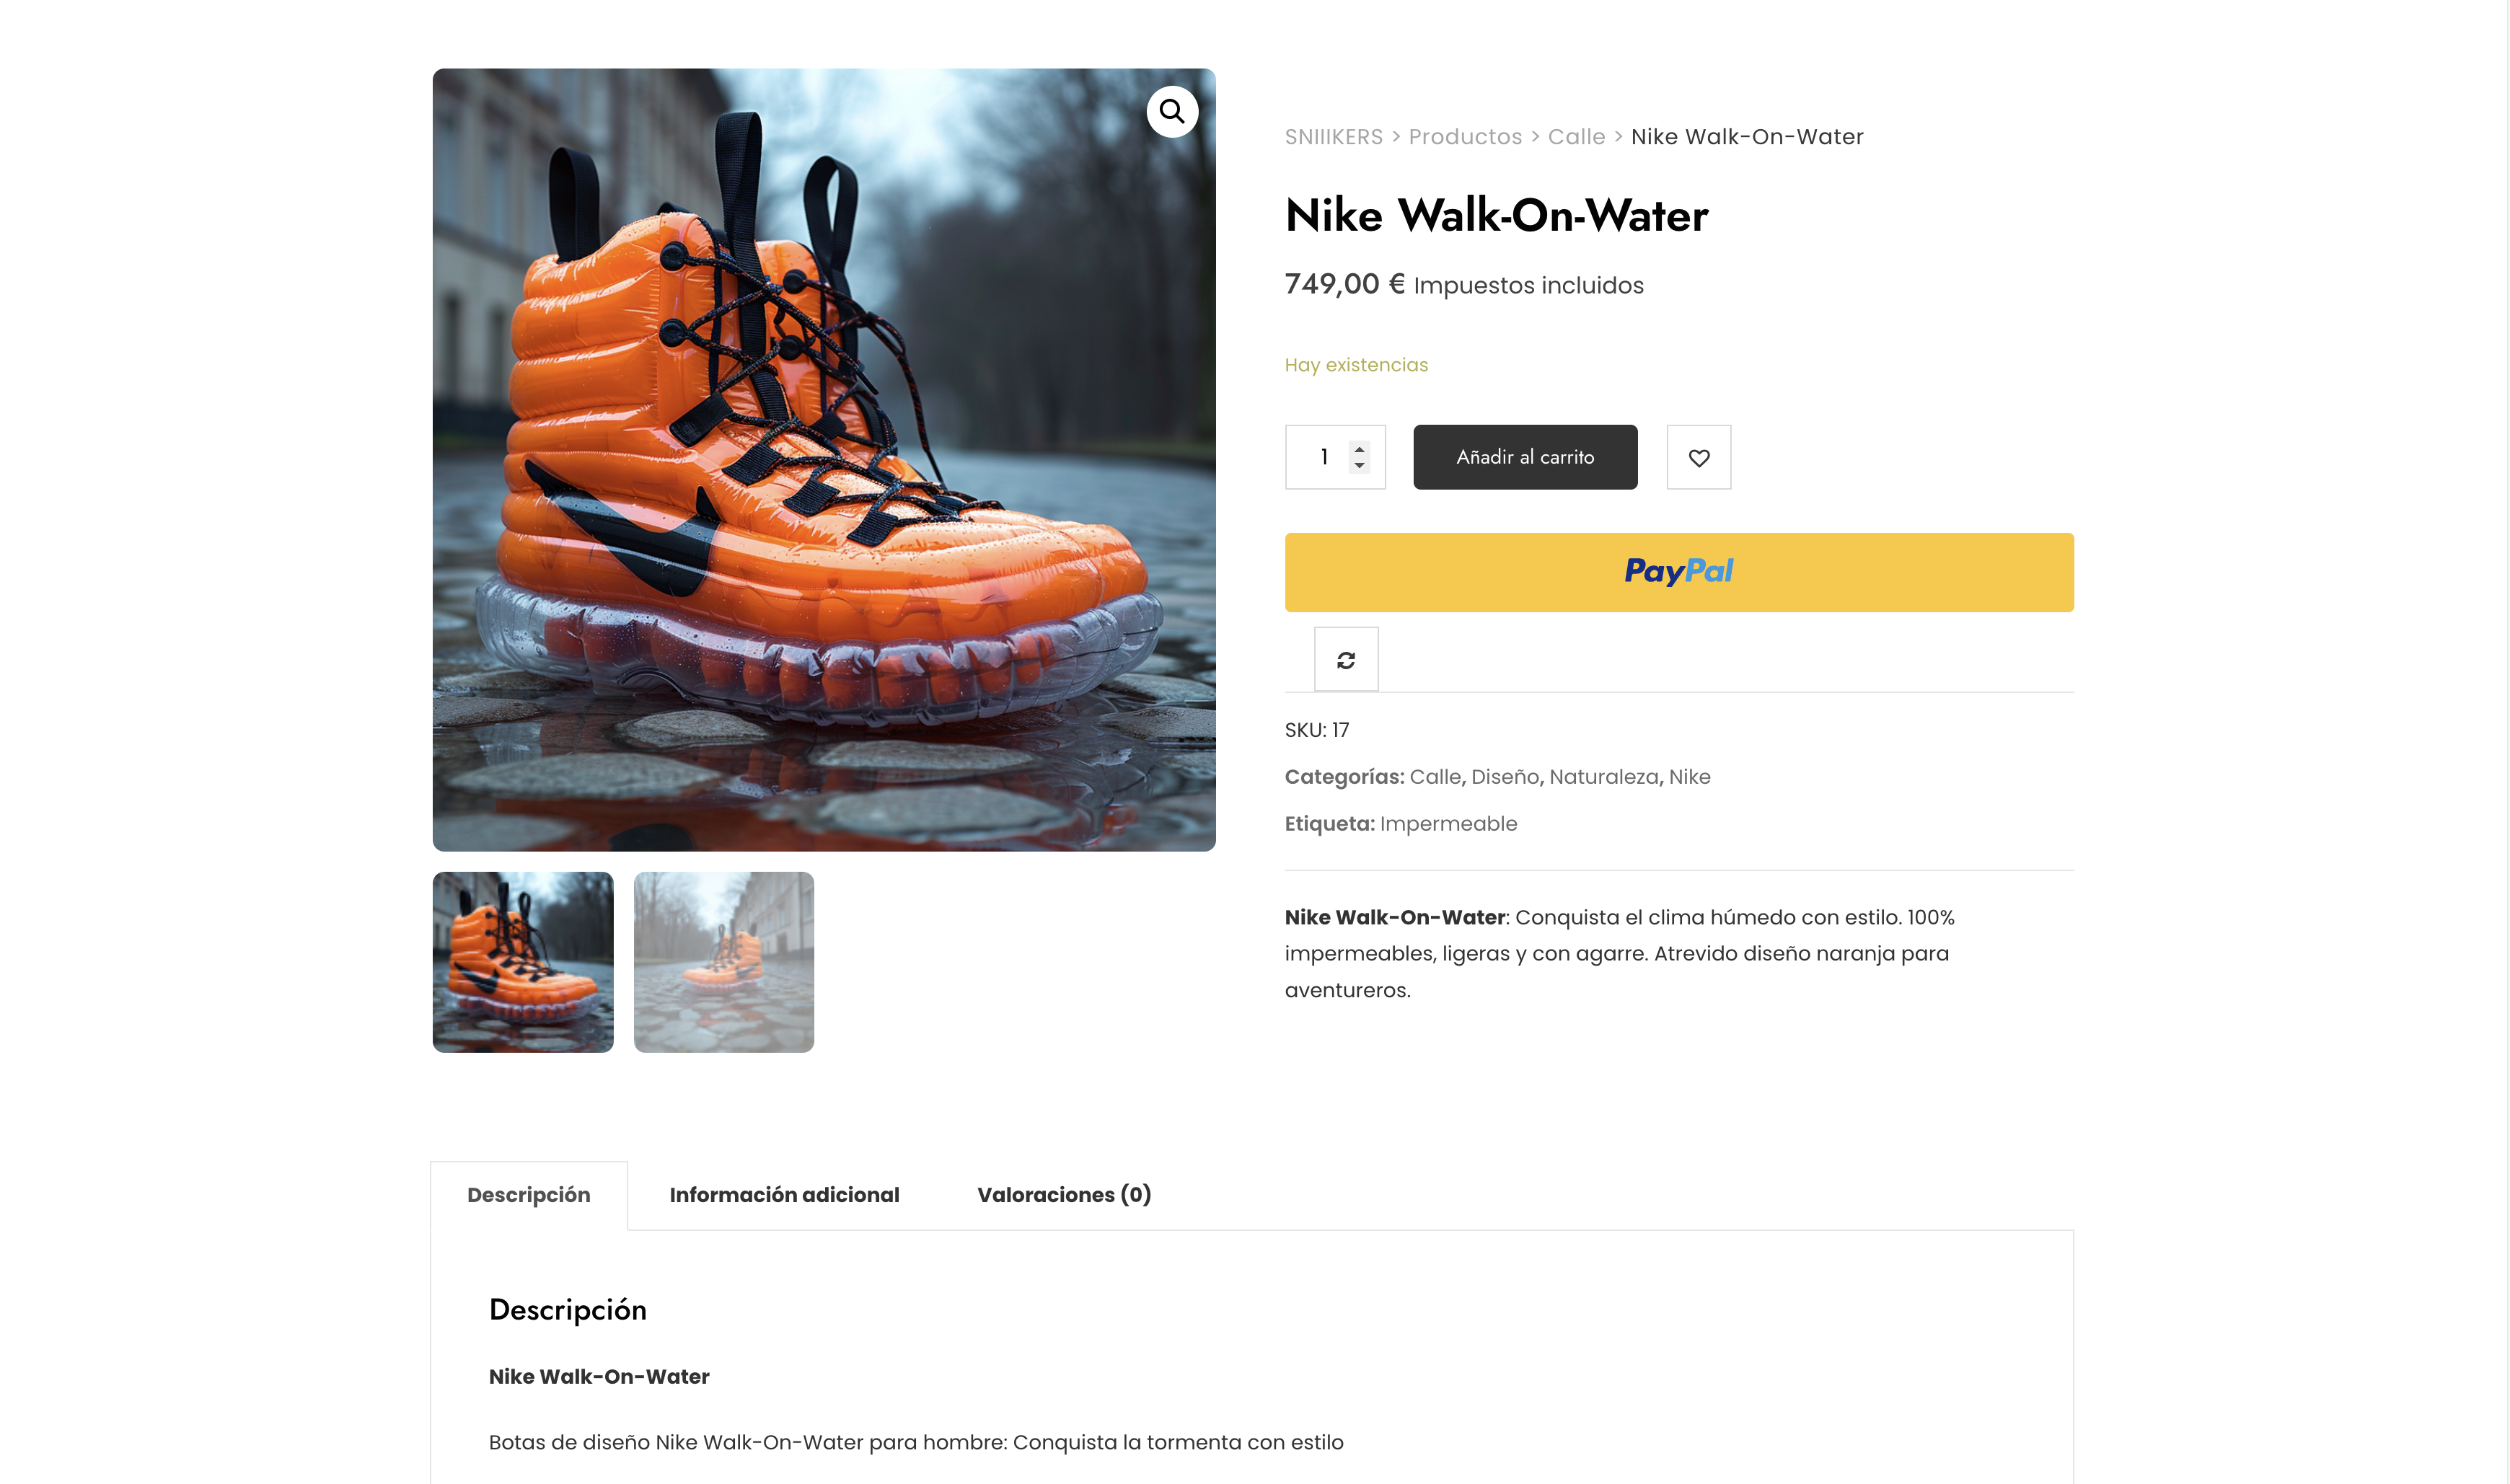 SNIIIKERS > Productos > Calle > Nike Walk-On-Water
Nike Walk-On-Water
749,00 € Impuestos incluidos
Hay existencias
1
Añadir al carrito
PayPal
SKU: 17
Categorías: Calle, Diseño, Naturaleza, Nike
Etiqueta: Impermeable
Nike Walk-On-Water: Conquista el clima húmedo con estilo. 100%
impermeables, ligeras y con agarre. Atrevido diseño naranja para
aventureros.
Descripción
Información adicional
Valoraciones (0)
Descripción
Nike Walk-On-Water
Botas de diseño Nike Walk-On-Water para hombre: Conquista la tormenta con estilo